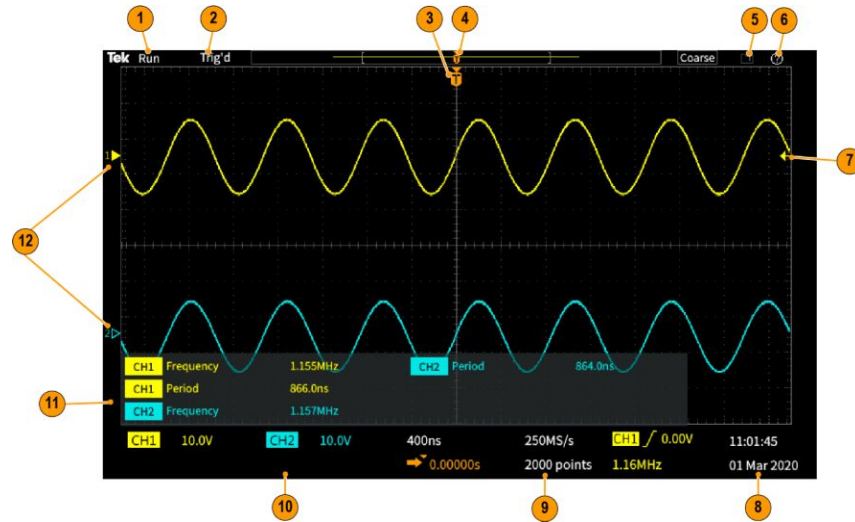 1 2 3 4 5 6
Tek Run Trig'd T Coarse ?
T
1 7
12
2
CH1 Frequency 1.155MHz CH2 Period 864.0ns
CH1 Period 866.0ns
11
CH2 Frequency 1.157MHz
CH1 10.0V CH2 10.0V 400ns 250MS/s CH1 0.00V 11:01:45
0.00000s 2000 points 1.16MHz 01 Mar 2020
10 9 8